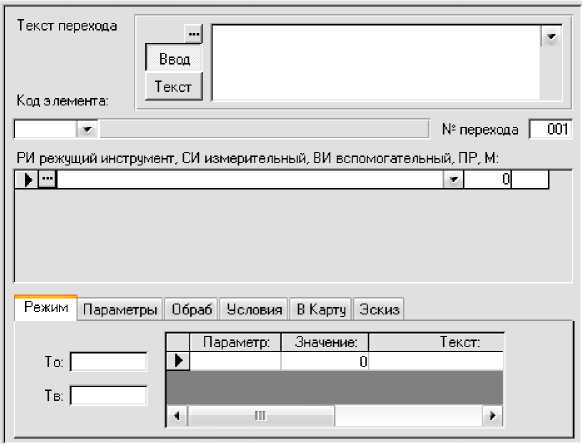 Текст перехода
...
Ввод
Текст
Код элемента:
№ перехода 001
РИ режущий инструмент, СИ измерительный, ВИ вспомогательный, ПР, М:
... 0
Режим Параметры Обраб Условия В Карту Эскиз
Параметр: Значение: Текст:
То: 0
Тв: